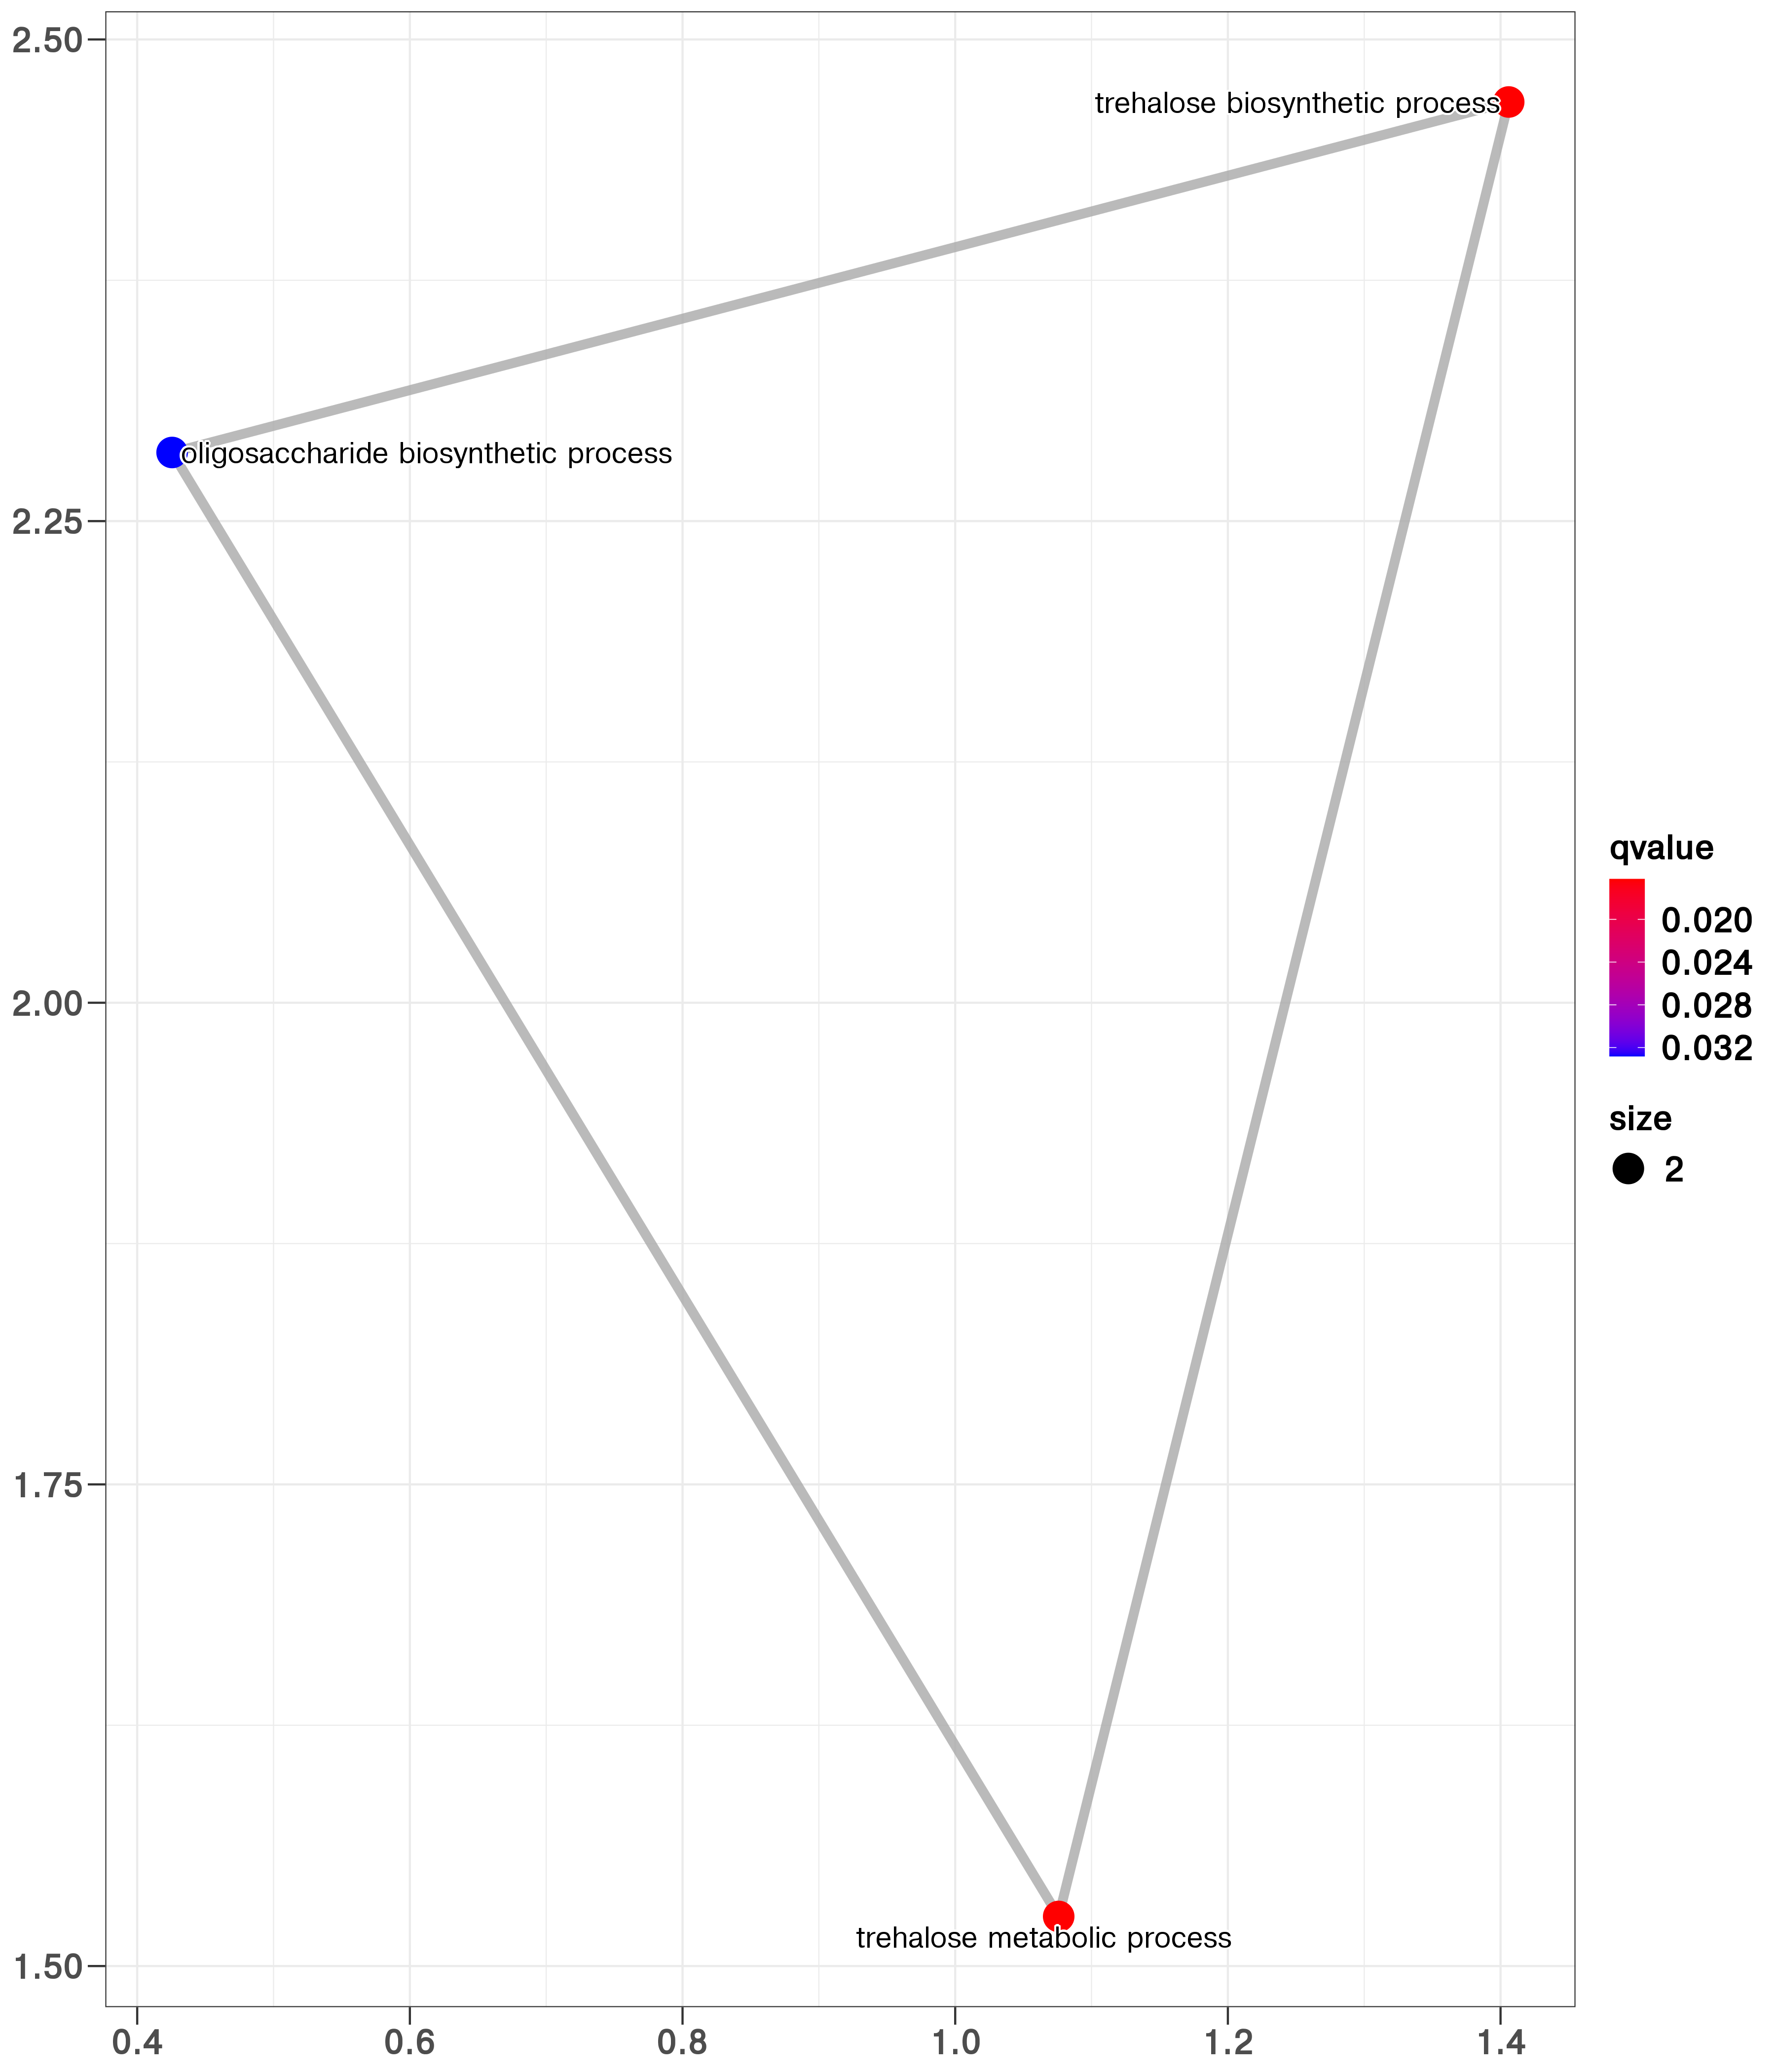 2.50
trehalose biosynthetic process
oligosaccharide biosynthetic process
2.25
qvalue
0.020
0.024
2.00
0.028
0.032
size
2
1.75
trehalose metabolic process
1.50
0.4 0.6 0.8 1.0 1.2 1.4